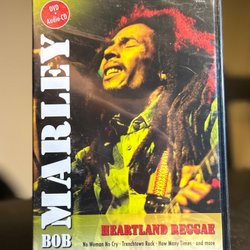 DVD
+
Audio-CD
BOB MARLEY
HEARTLAND REGGAE
No Woman No Cry · Trenchtown Rock · How Many Times · and more